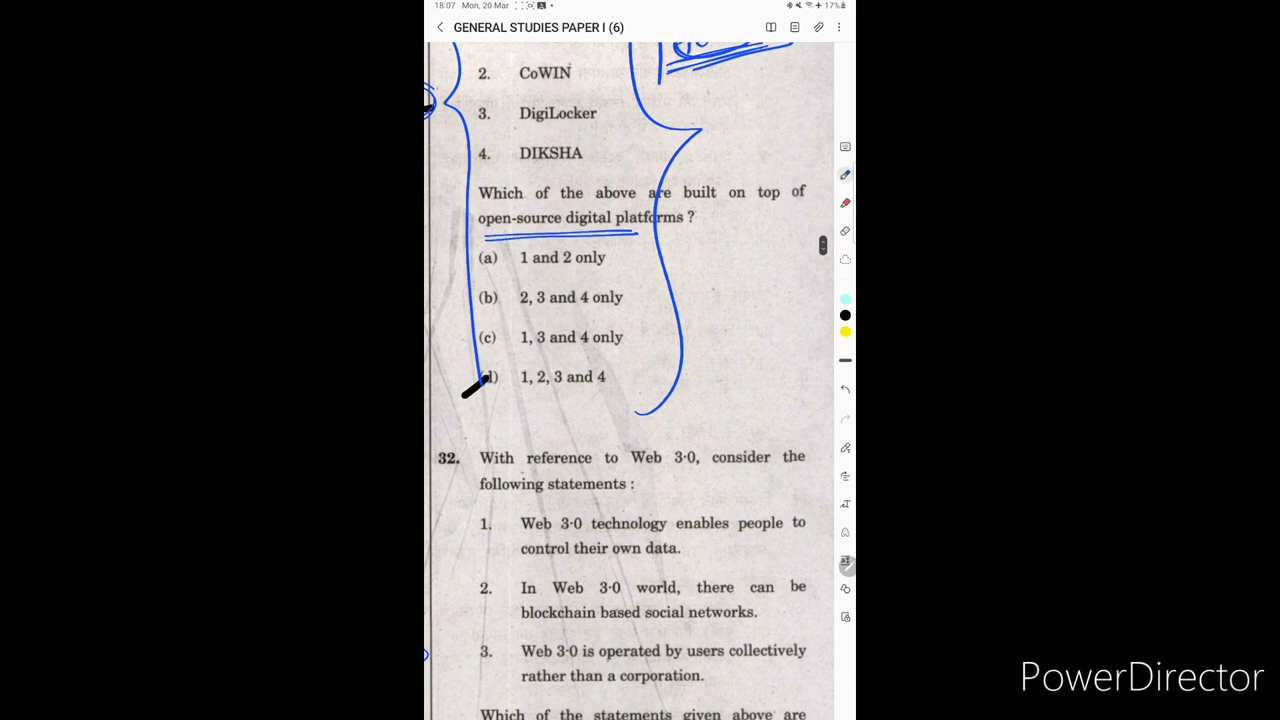 18:07 Mon, 20 Mar
17%
GENERAL STUDIES PAPER I (6)
2. CoWIN
3. DigiLocker
4. DIKSHA
Which of the above are built on top of
open-source digital platforms ?
(a) 1 and 2 only
(b) 2, 3 and 4 only
(c) 1, 3 and 4 only
(d) 1, 2, 3 and 4
32. With reference to Web 3·0, consider the
following statements :
1. Web 3·0 technology enables people to
control their own data.
2. In Web 3·0 world, there can be
blockchain based social networks.
3. Web 3·0 is operated by users collectively
rather than a corporation.
Which of the statements given above are
PowerDirector